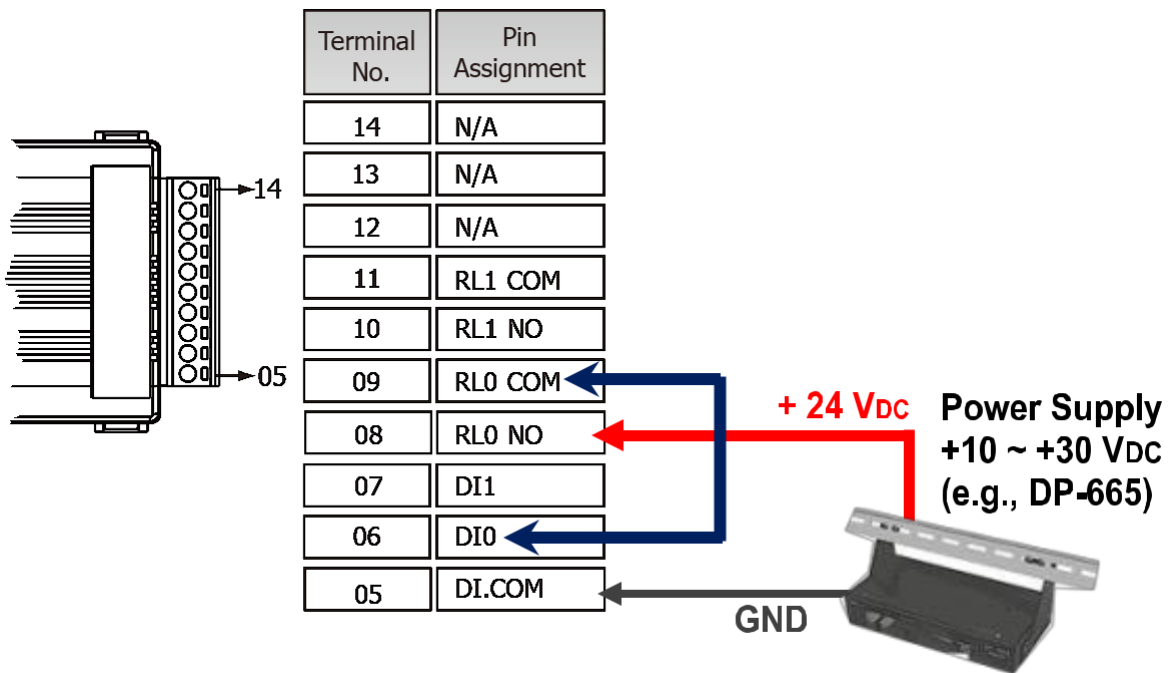 Terminal No.
Pin Assignment
14 N/A
13 N/A
12 N/A
11 RL1 COM
10 RL1 NO
09 RL0 COM
08 RL0 NO
07 DI1
06 DI0
05 DI.COM
14
05
+ 24 VDC
GND
Power Supply
+10 ~ +30 VDC
(e.g., DP-665)